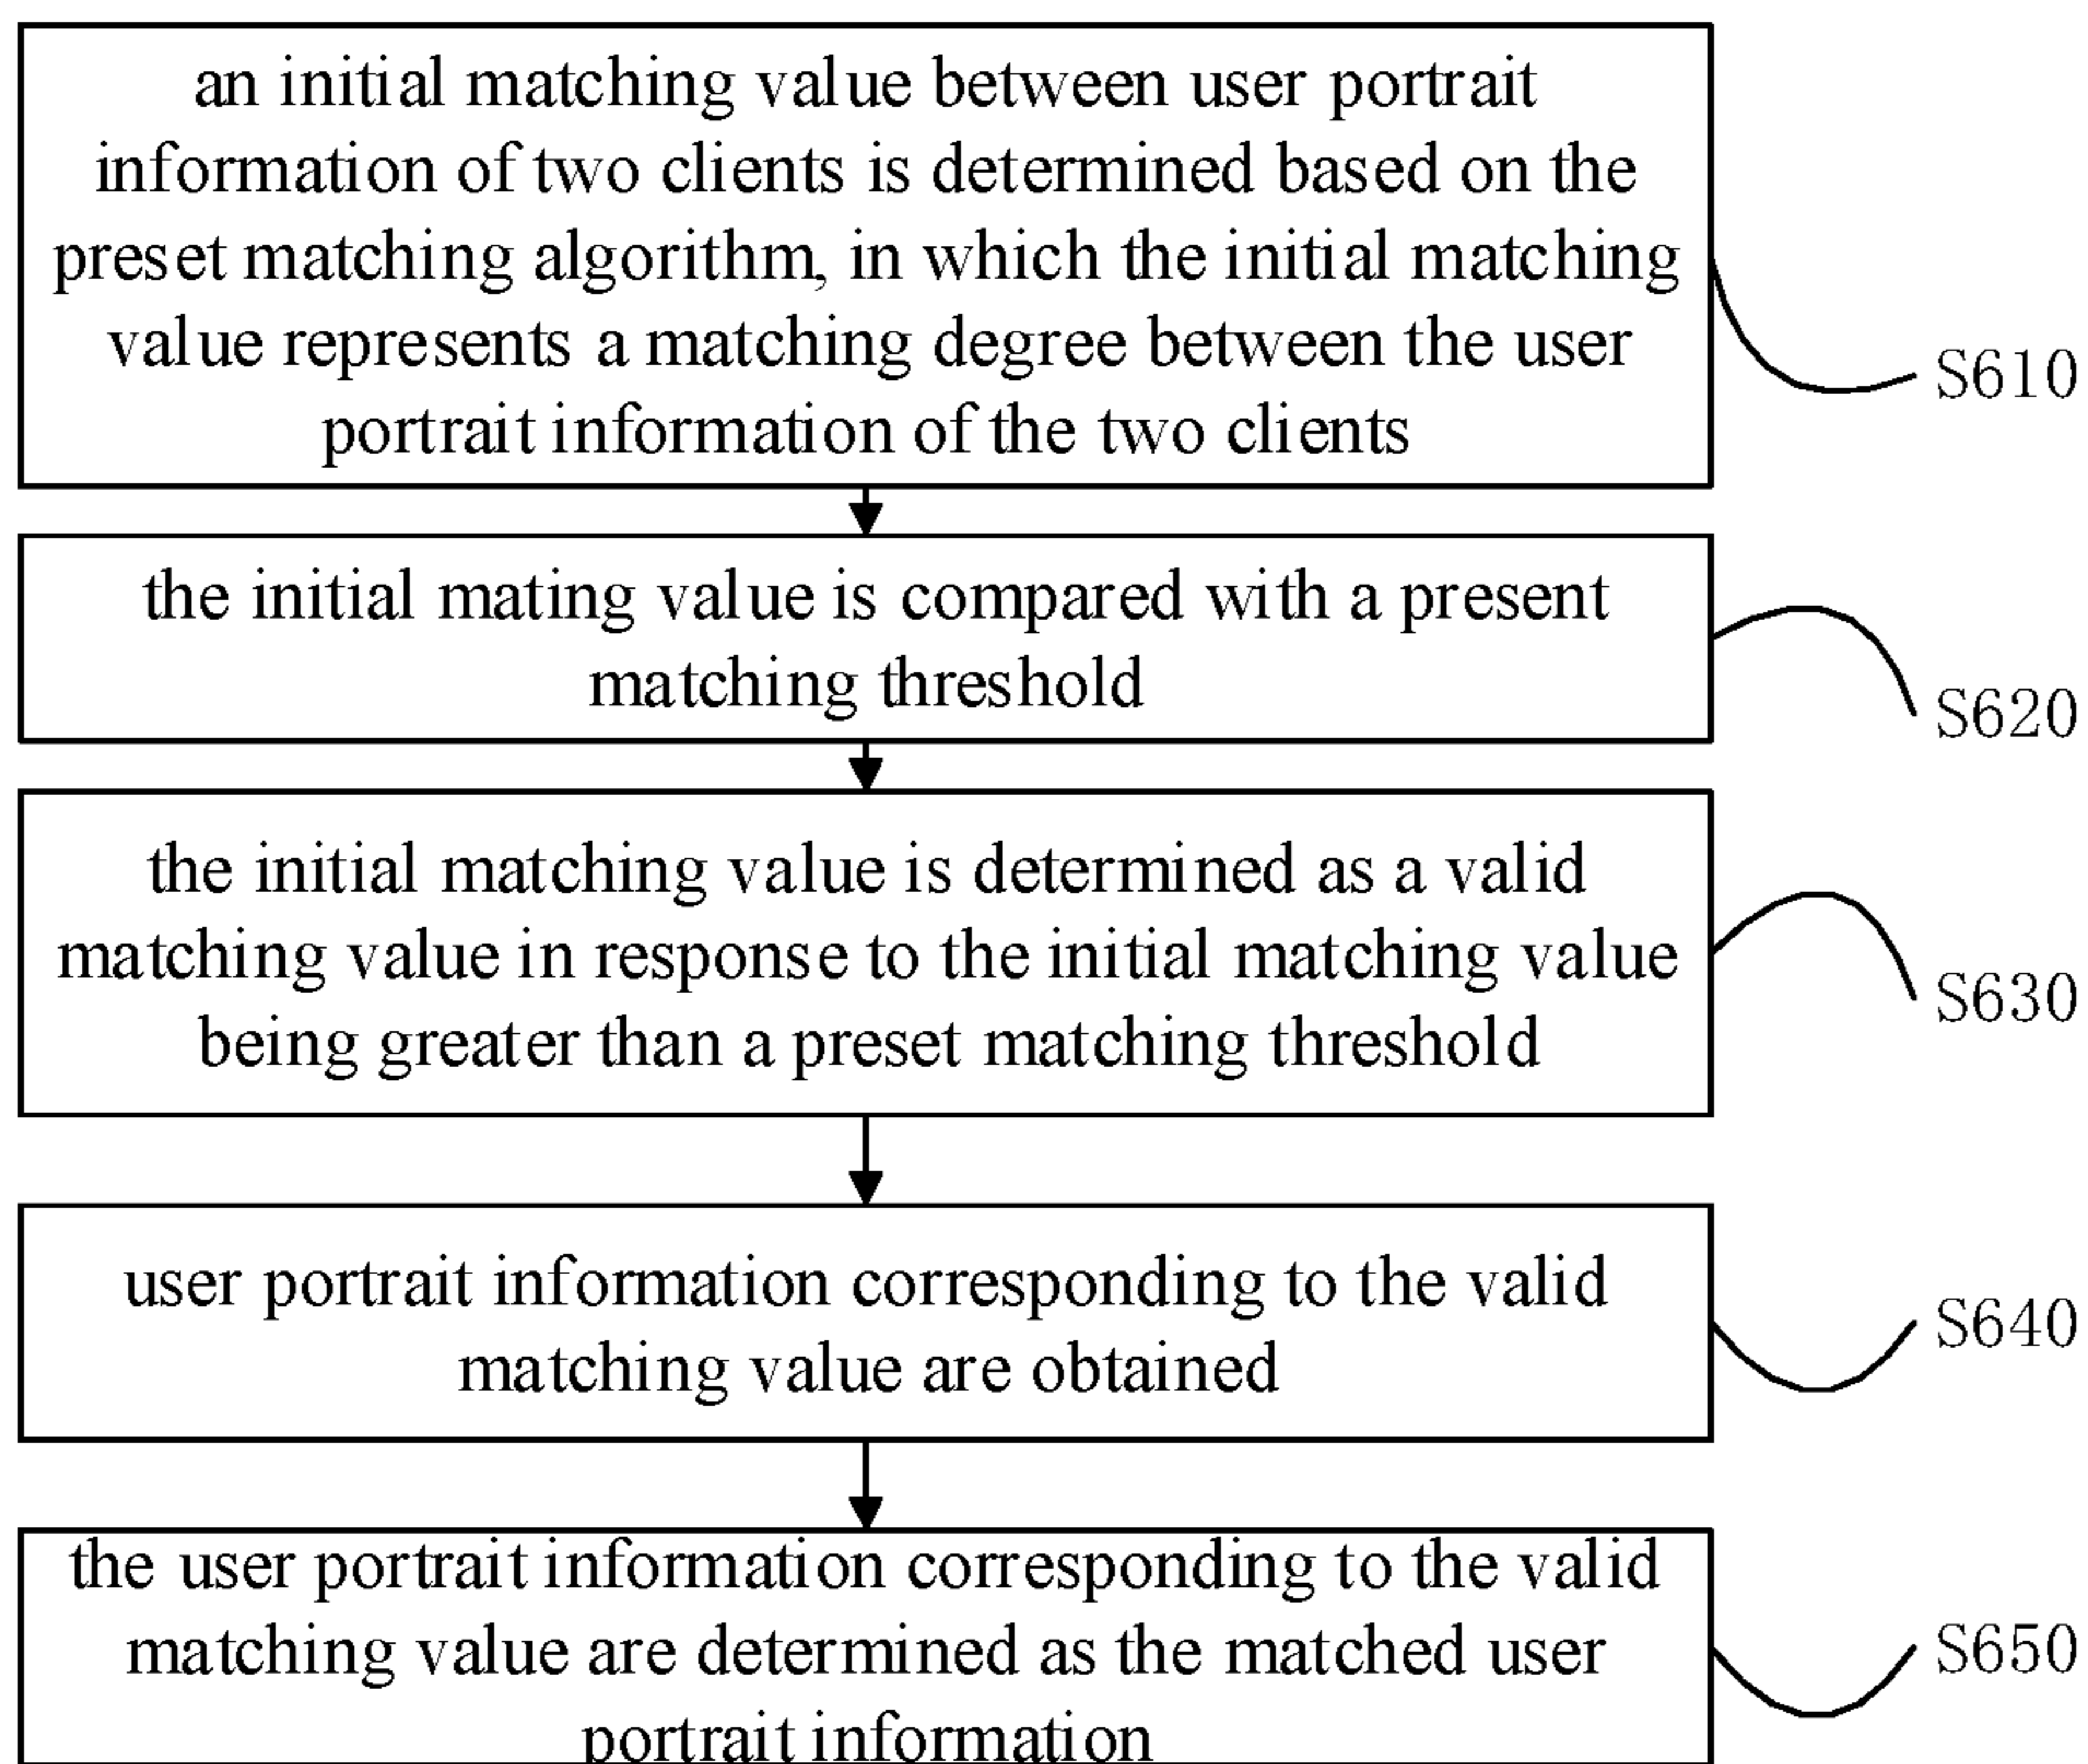 an initial matching value between user portrait
information of two clients is determined based on the
preset matching algorithm, in which the initial matching
value represents a matching degree between the user
portrait information of the two clients
S610
the initial mating value is compared with a present
matching threshold
S620
the initial matching value is determined as a valid
matching value in response to the initial matching value
being greater than a preset matching threshold
S630
user portrait information corresponding to the valid
matching value are obtained
S640
the user portrait information corresponding to the valid
matching value are determined as the matched user
portrait information
S650